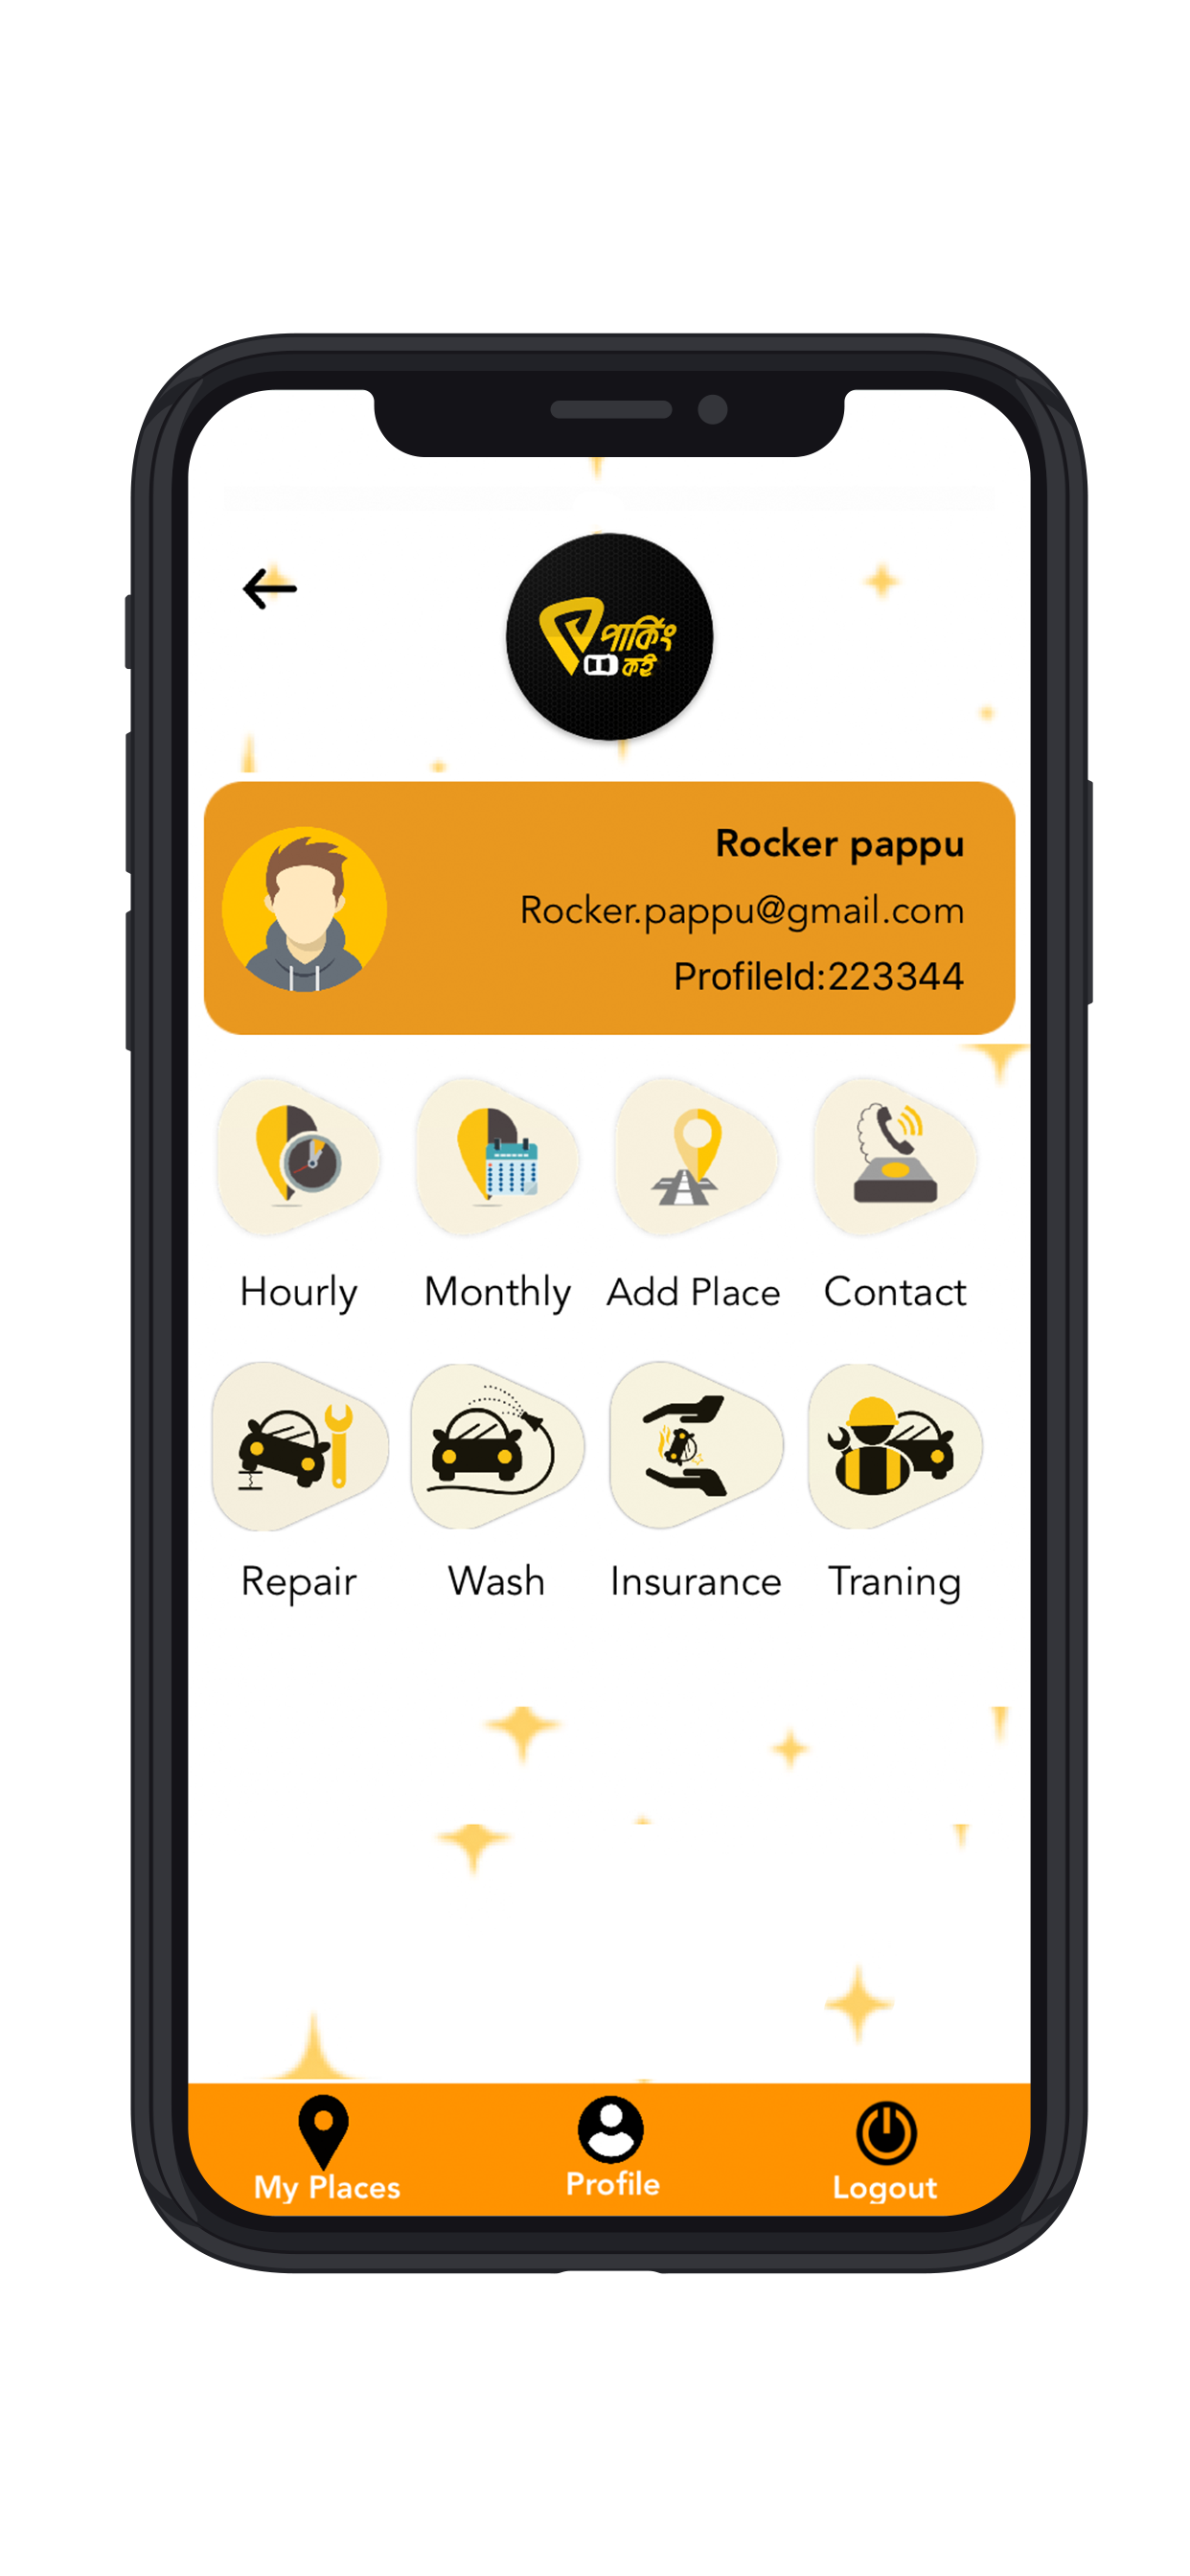 পার্কিং
কই
Rocker pappu
Rocker.pappu@gmail.com
ProfileId:223344
Hourly Monthly Add Place Contact
Repair Wash Insurance Traning
My Places Profile Logout